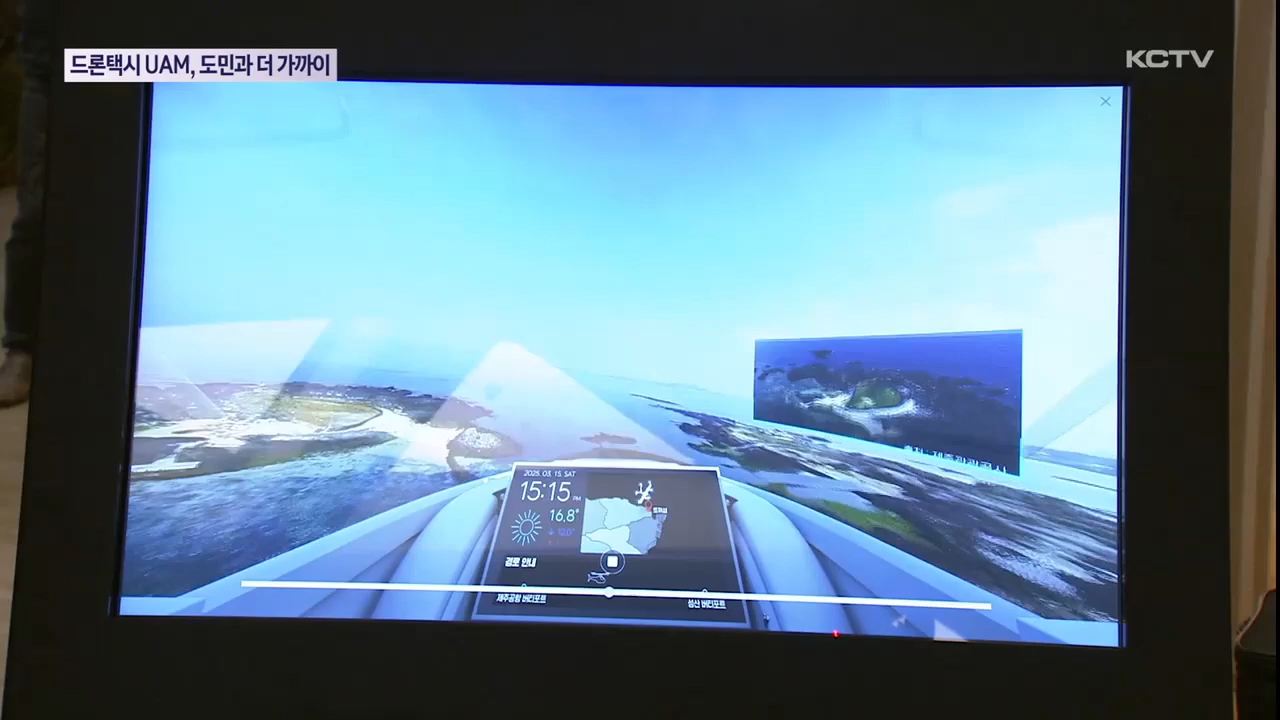 드론택시 UAM, 도민과 더 가까이
KCTV
2025. 03. 15. SAT
15:15 PM
16.8°
경로 안내
제주공항 버티포트
성산 버티포트